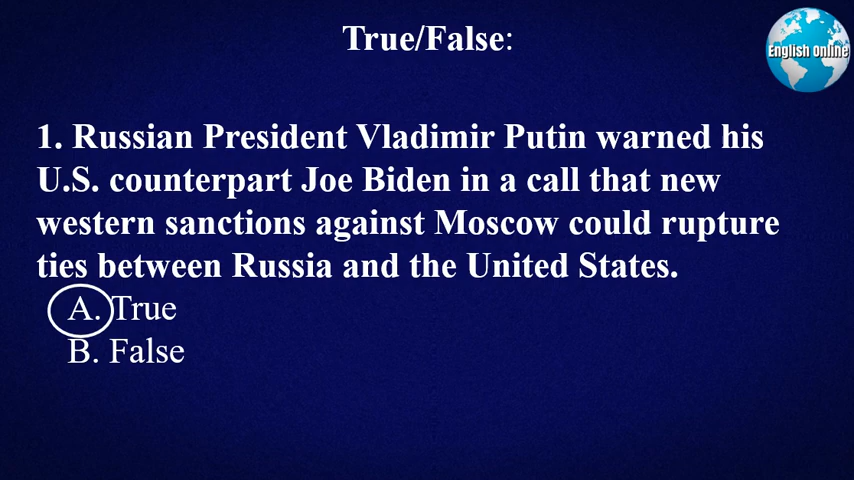 True/False:
English Online
1. Russian President Vladimir Putin warned his
U.S. counterpart Joe Biden in a call that new
western sanctions against Moscow could rupture
ties between Russia and the United States.
A. True
B. False